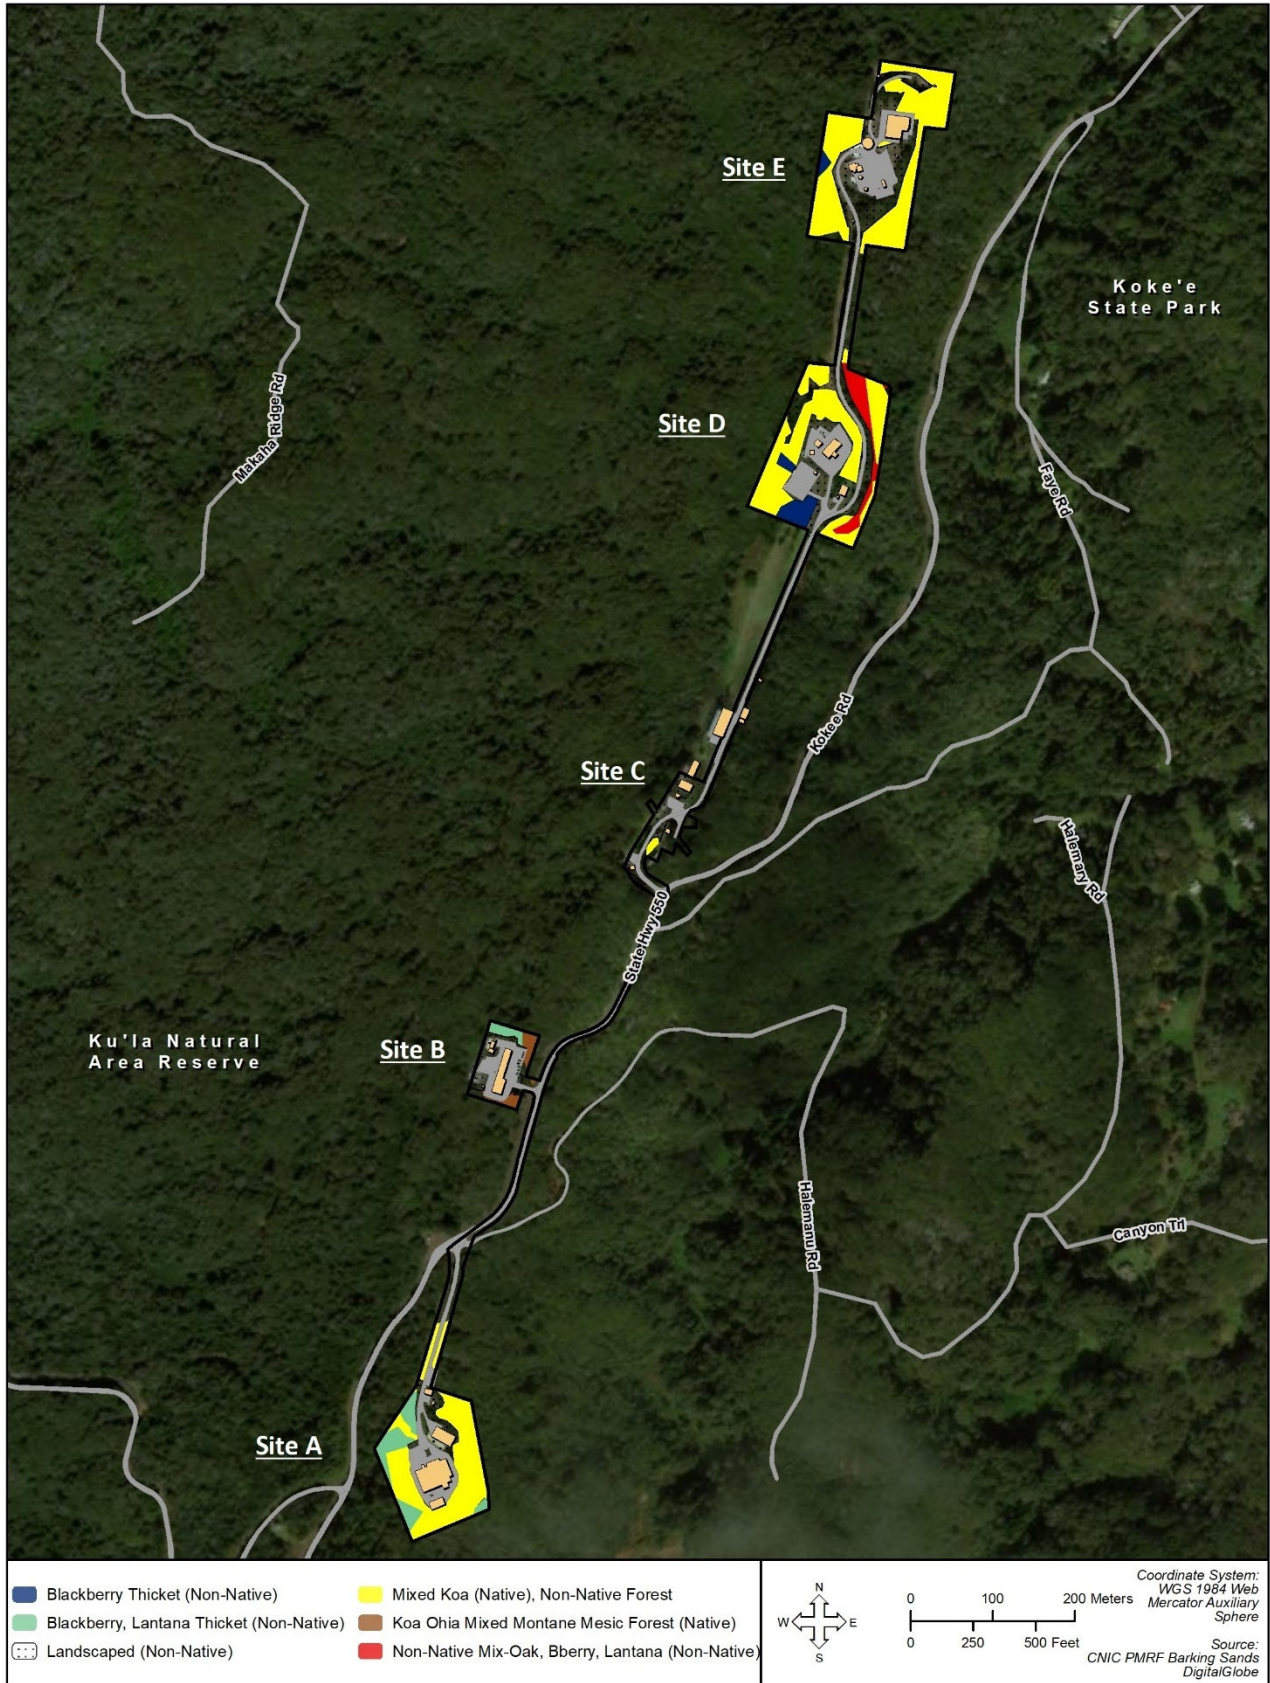 Site E
Koke'e
State Park
Site D
Makaha Ridge Rd
Faye Rd
Kokee Rd
Site C
Halemary Rd
State Hwy 550
Ku'Ia Natural
Area Reserve
Site B
Halemanu Rd
Canyon Trl
Site A
Blackberry Thicket (Non-Native)
Blackberry, Lantana Thicket (Non-Native)
Landscaped (Non-Native)
Mixed Koa (Native), Non-Native Forest
Koa Ohia Mixed Montane Mesic Forest (Native)
Non-Native Mix-Oak, Bberry, Lantana (Non-Native)
N
W E
S
0 100 200 Meters
0 250 500 Feet
Coordinate System:
WGS 1984 Web
Mercator Auxiliary
Sphere
Source:
CNIC PMRF Barking Sands
DigitalGlobe